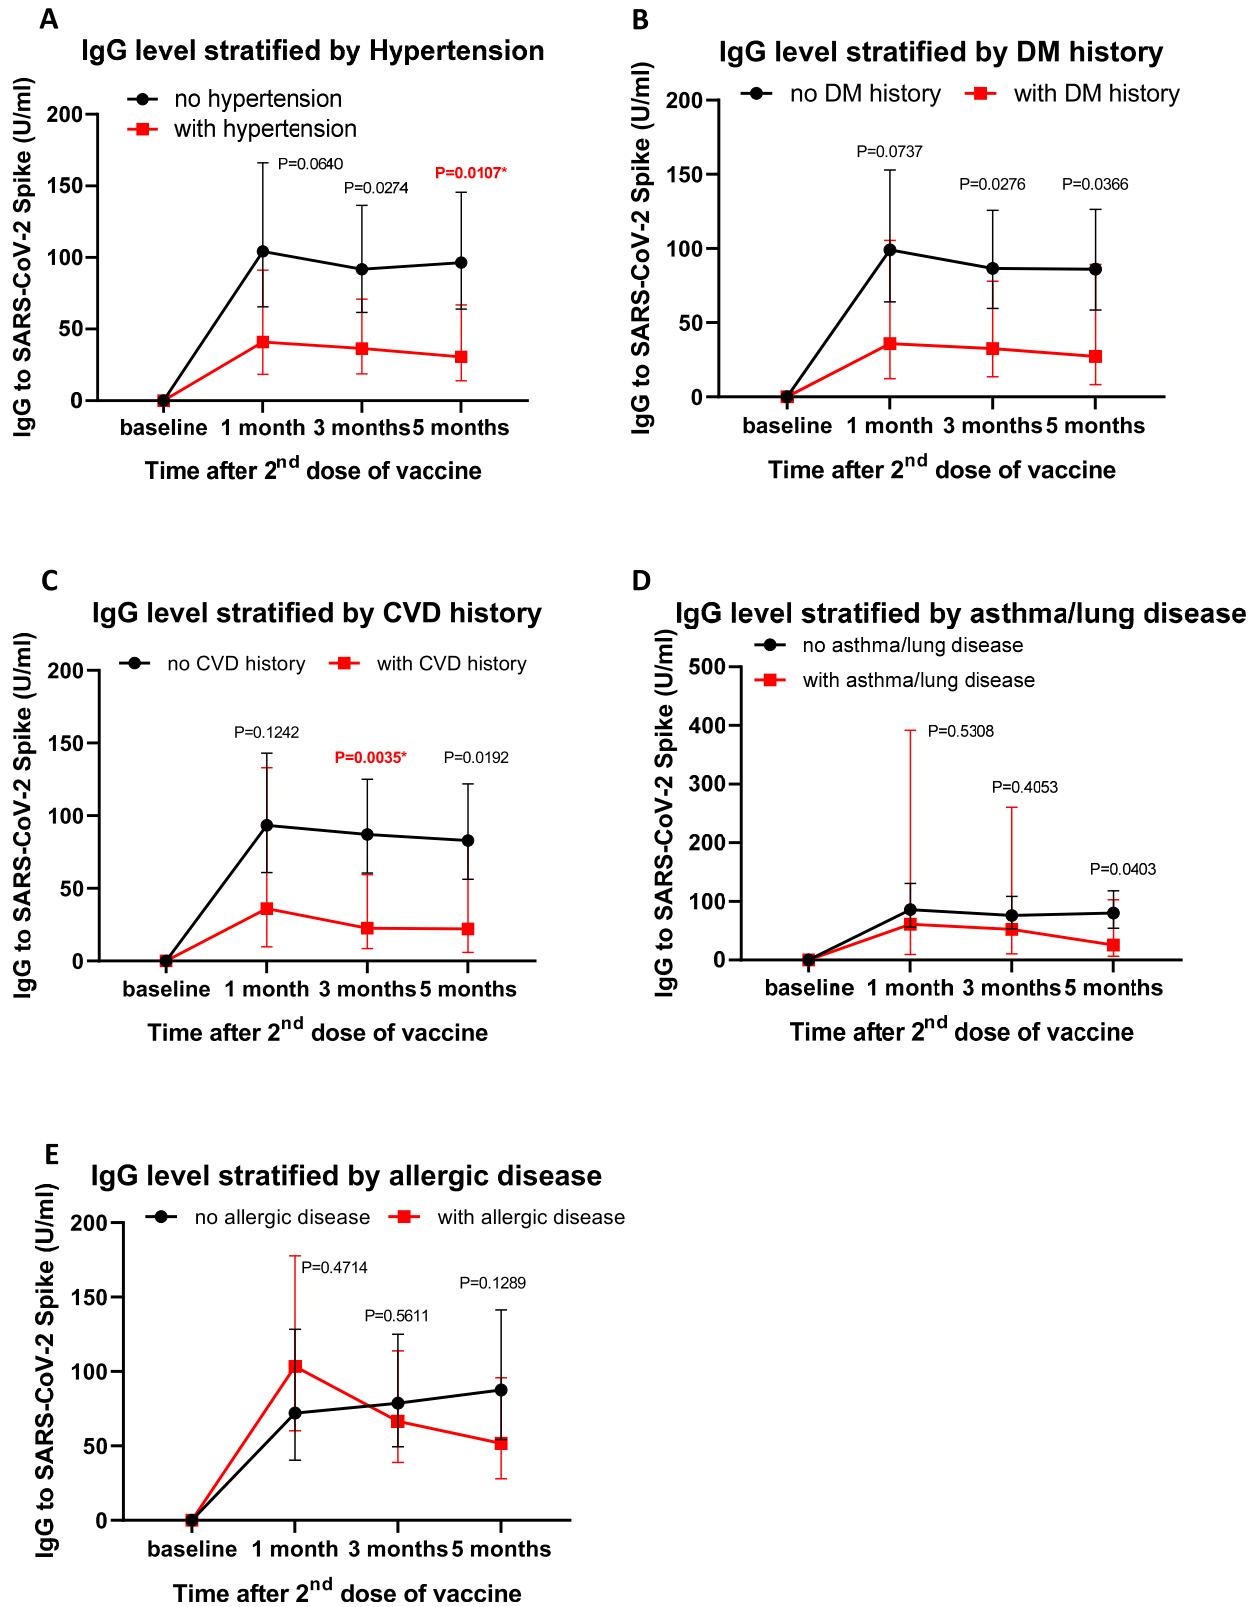 A
IgG level stratified by Hypertension
no hypertension
with hypertension
IgG to SARS-CoV-2 Spike (U/ml)
200
150
100
50
0
P=0.0640
P=0.0274
P=0.0107*
baseline 1 month 3 months 5 months
Time after 2nd dose of vaccine
B
IgG level stratified by DM history
no DM history with DM history
IgG to SARS-CoV-2 Spike (U/ml)
200
150
100
50
0
P=0.0737
P=0.0276 P=0.0366
baseline 1 month 3 months 5 months
Time after 2nd dose of vaccine
C
IgG level stratified by CVD history
no CVD history with CVD history
IgG to SARS-CoV-2 Spike (U/ml)
200
150
100
50
0
P=0.1242
P=0.0035* P=0.0192
baseline 1 month 3 months 5 months
Time after 2nd dose of vaccine
D
IgG level stratified by asthma/lung disease
no asthma/lung disease
with asthma/lung disease
IgG to SARS-CoV-2 Spike (U/ml)
500
400
300
200
100
0
P=0.5308
P=0.4053
P=0.0403
baseline 1 month 3 months 5 months
Time after 2nd dose of vaccine
E
IgG level stratified by allergic disease
no allergic disease with allergic disease
IgG to SARS-CoV-2 Spike (U/ml)
200
150
100
50
0
P=0.4714
P=0.5611
P=0.1289
baseline 1 month 3 months 5 months
Time after 2nd dose of vaccine